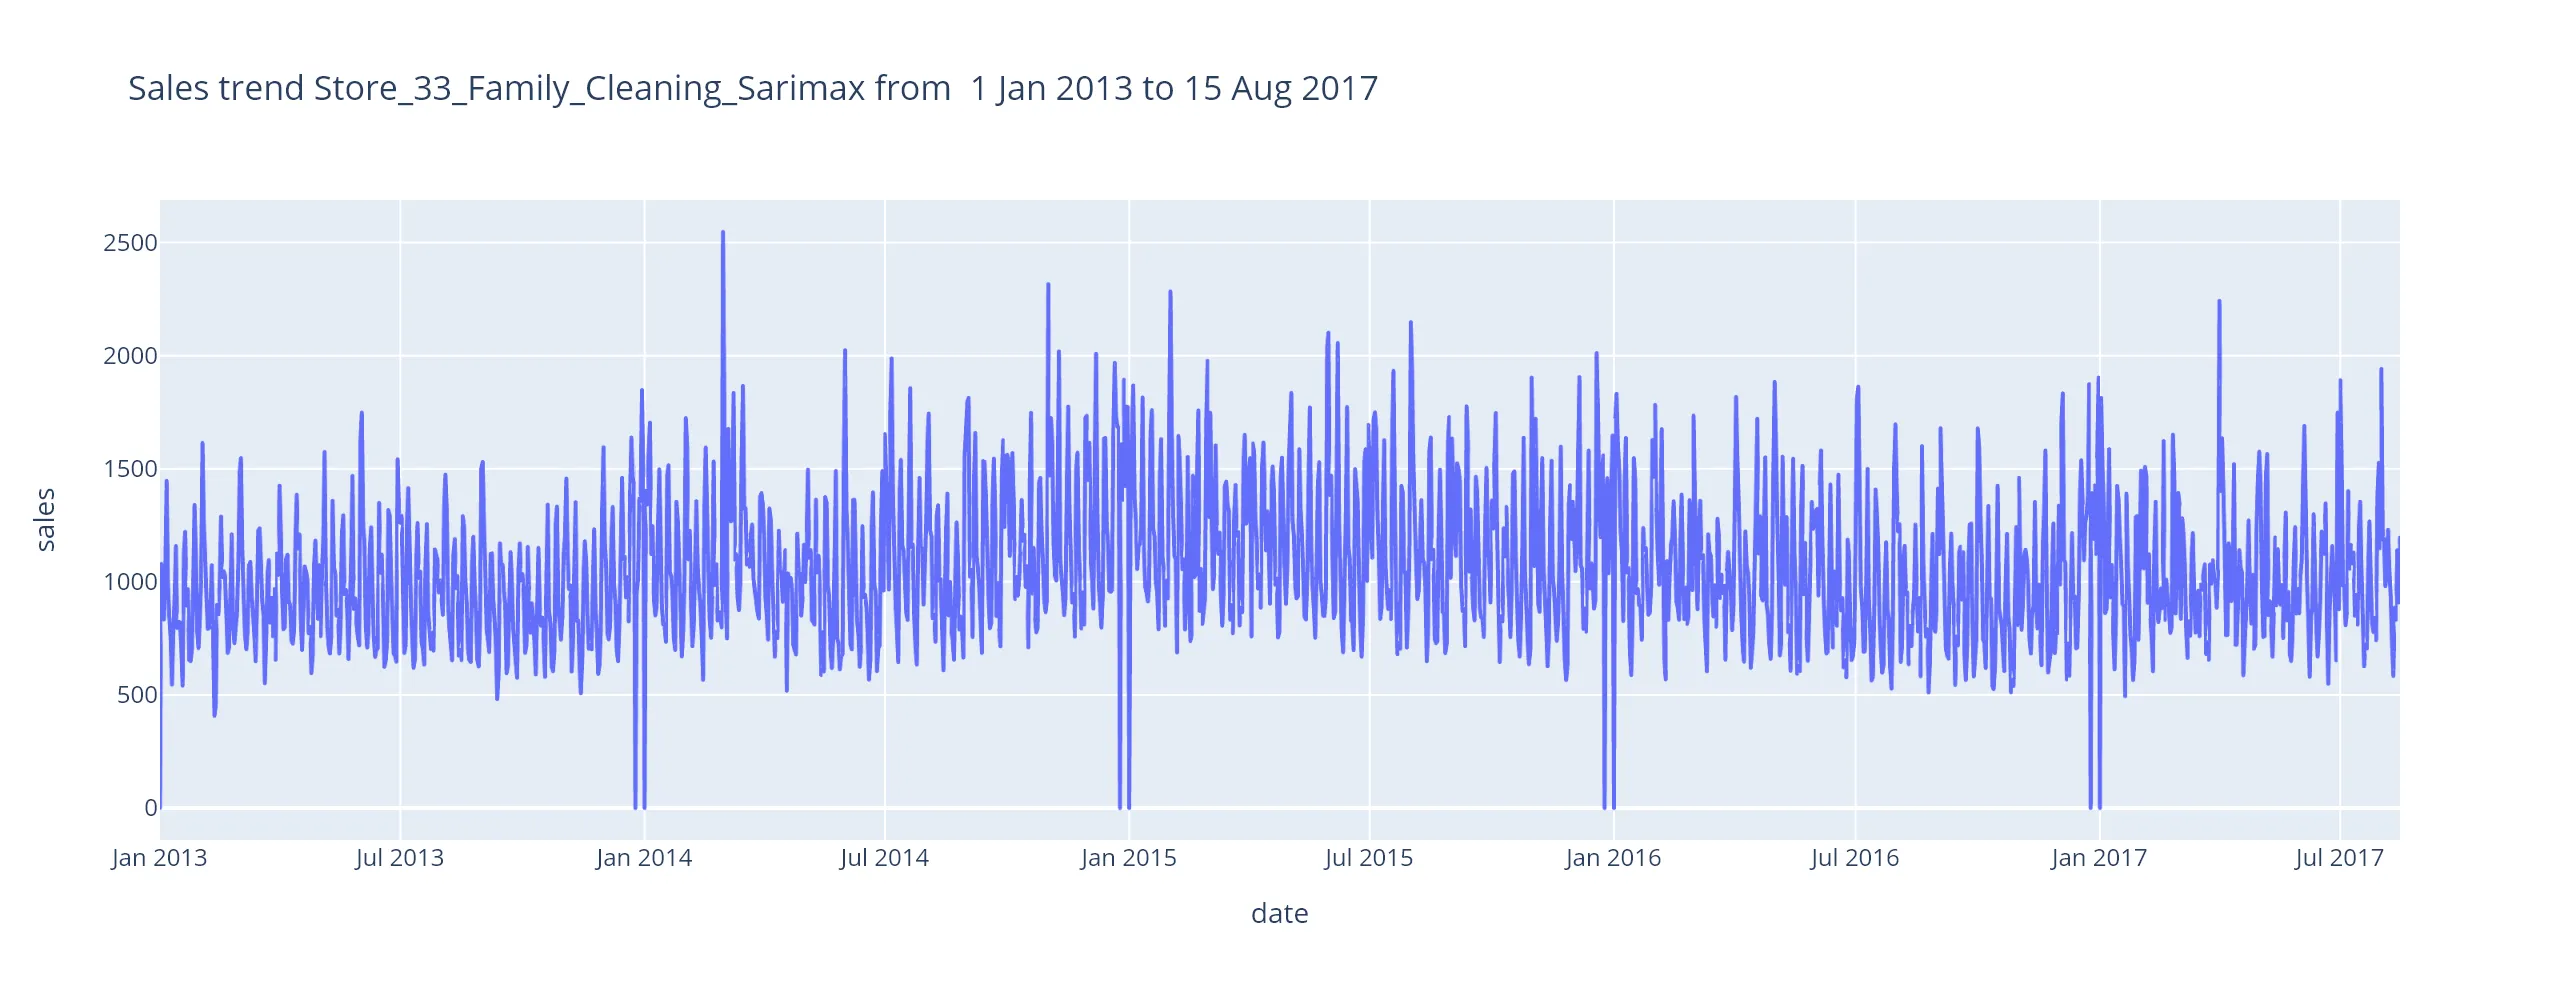 Sales trend Store_33_Family_Cleaning_Sarimax from  1 Jan 2013 to 15 Aug 2017
2500
2000
1500
1000
500
0
sales
Jan 2013 Jul 2013 Jan 2014 Jul 2014 Jan 2015 Jul 2015 Jan 2016 Jul 2016 Jan 2017 Jul 2017
date